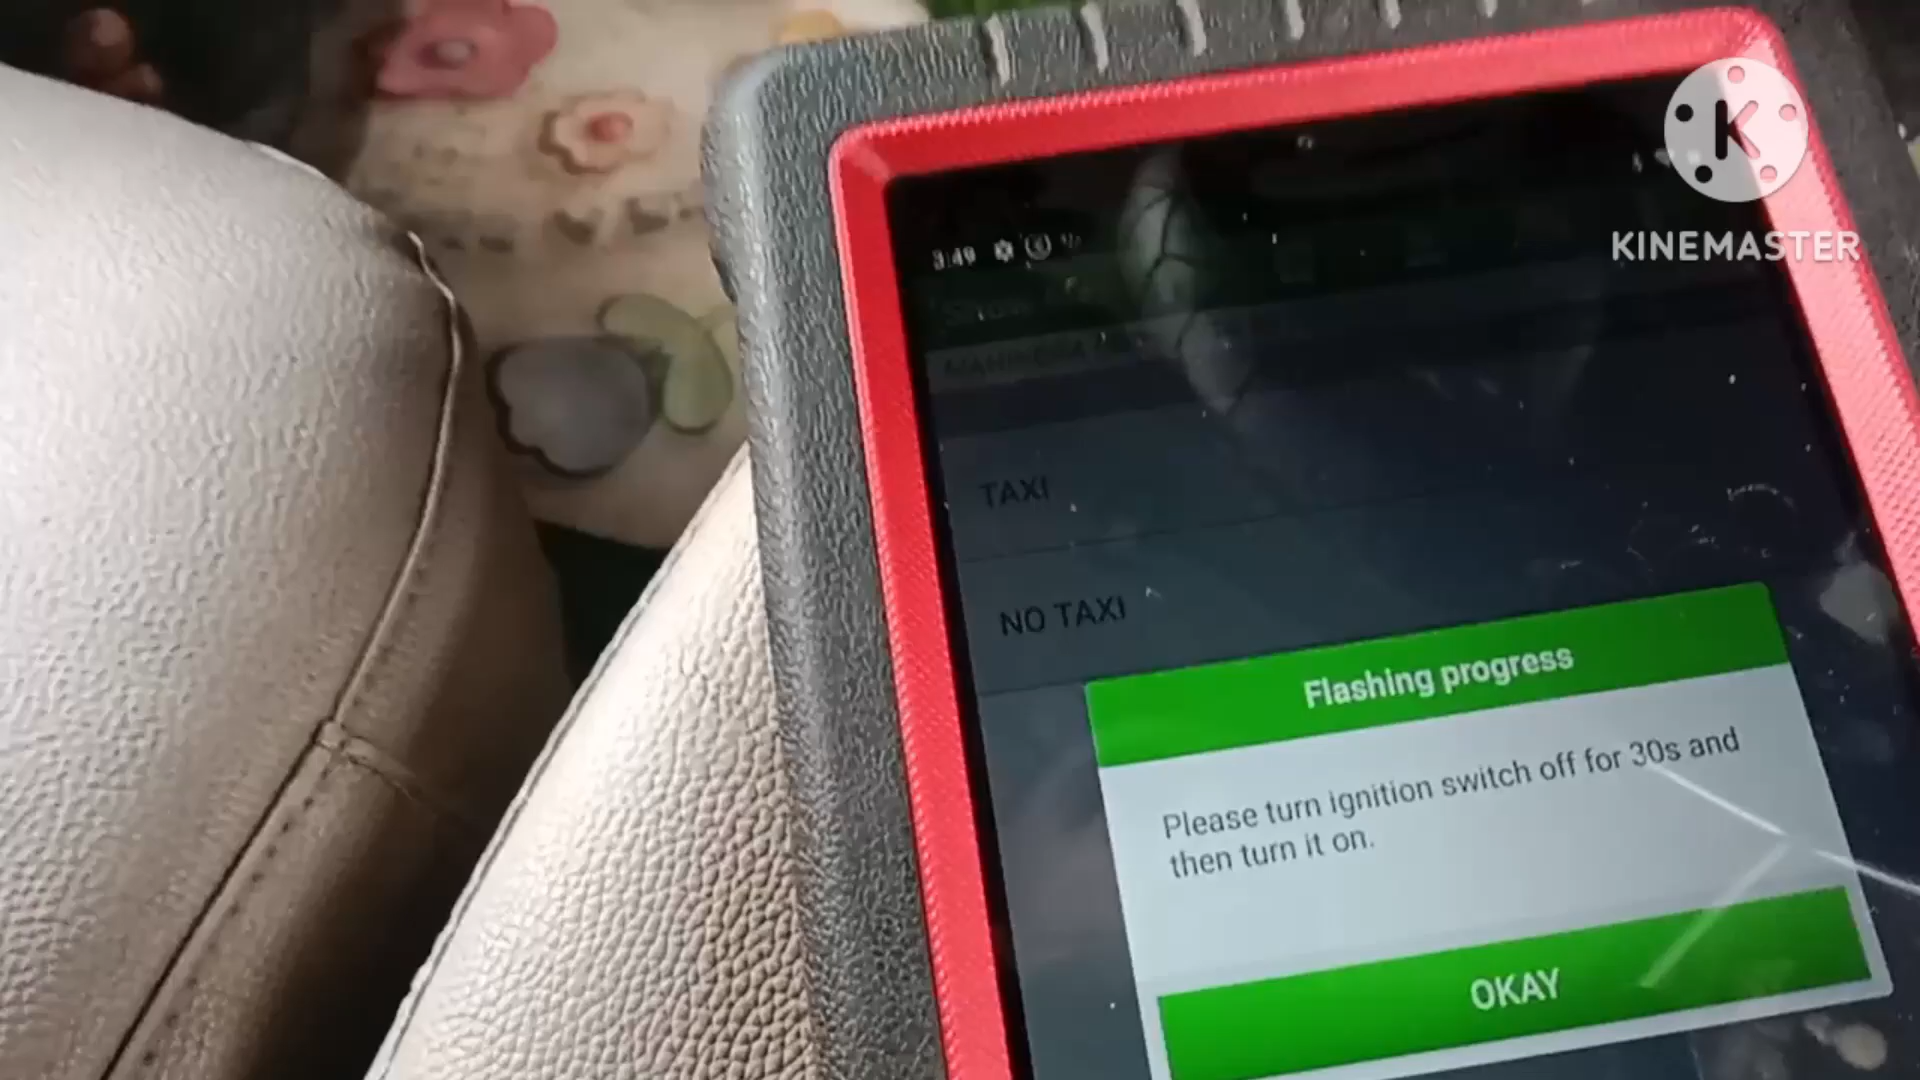 KINEMASTER
3:49
TAXI
NO TAXI
Flashing progress
Please turn ignition switch off for 30s and
then turn it on.
OKAY